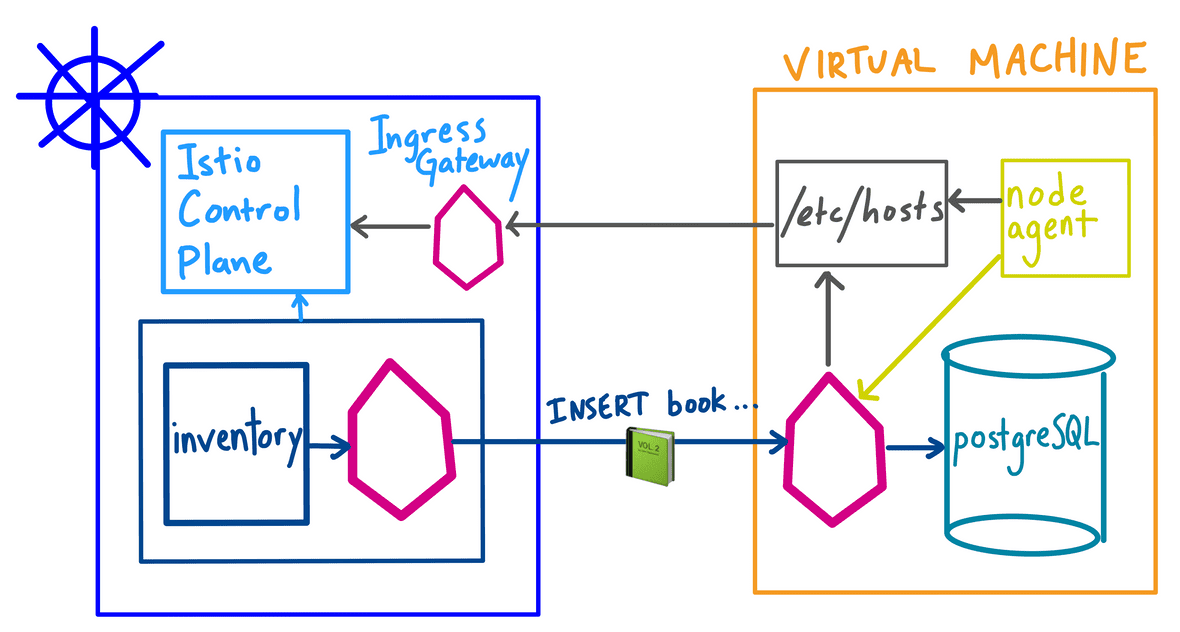 VIRTUAL MACHINE
Istio
Control
Plane
Ingress
Gateway
/etc/hosts
node
agent
inventory
INSERT book...
VOL. 2
postgreSQL